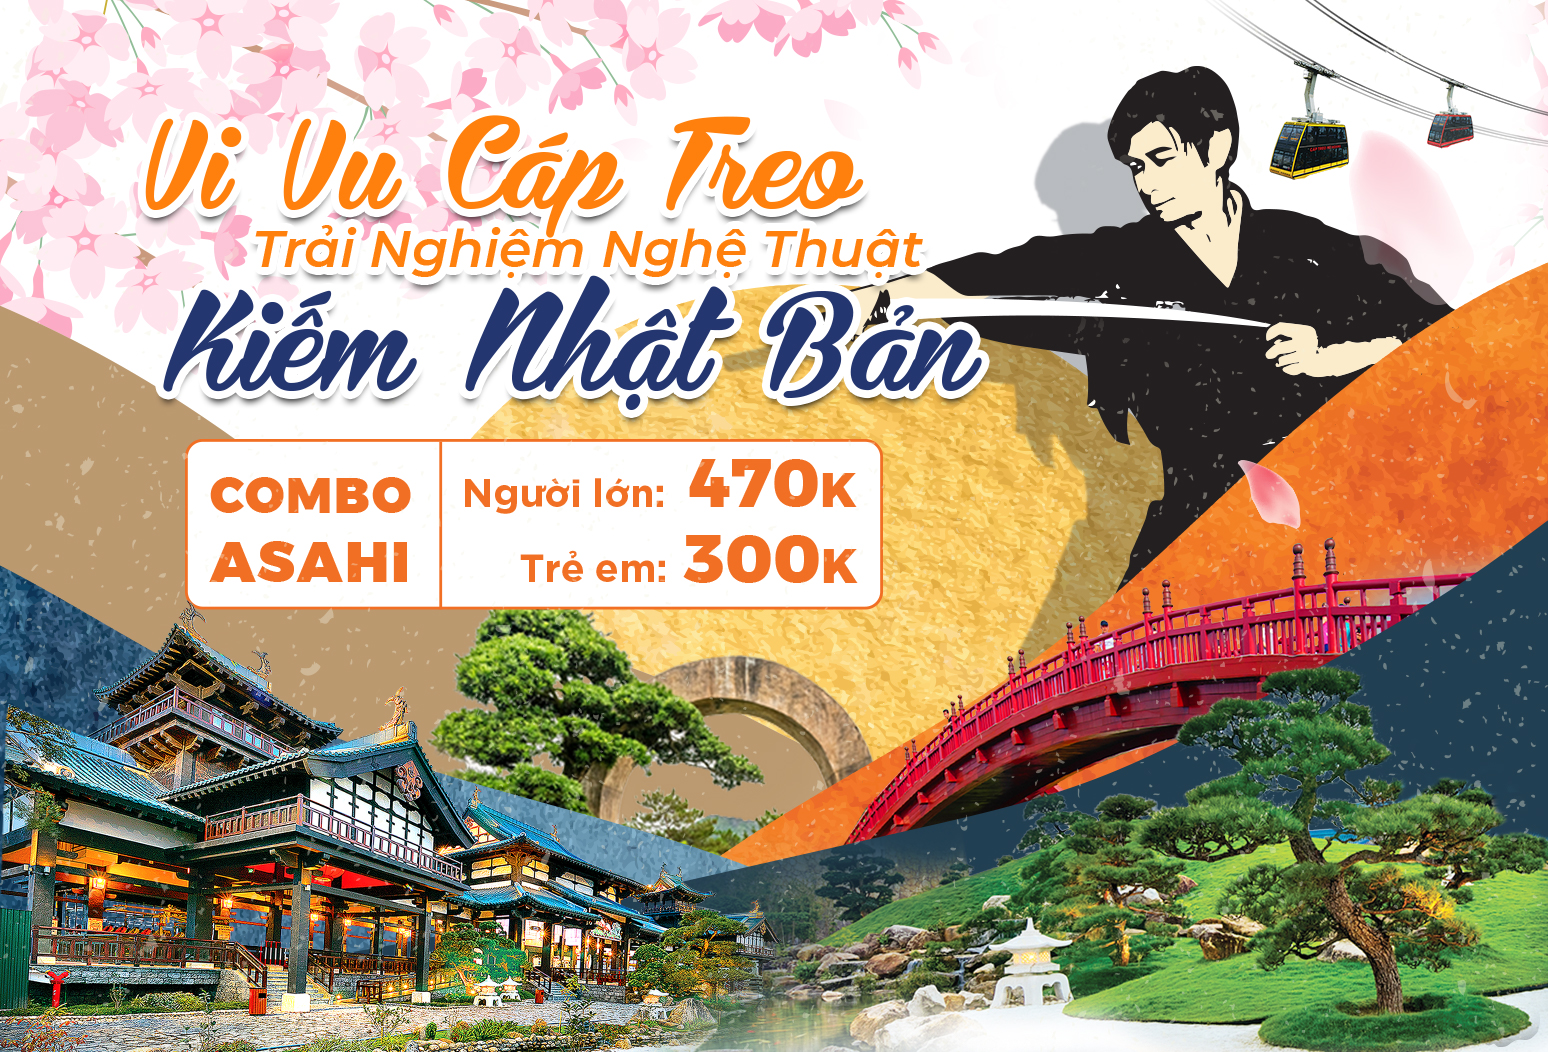 Vi Vu Cáp Treo
Trải Nghiệm Nghệ Thuật
Kiếm Nhật Bản
COMBO
ASAHI
Người lớn: 470K
Trẻ em: 300K